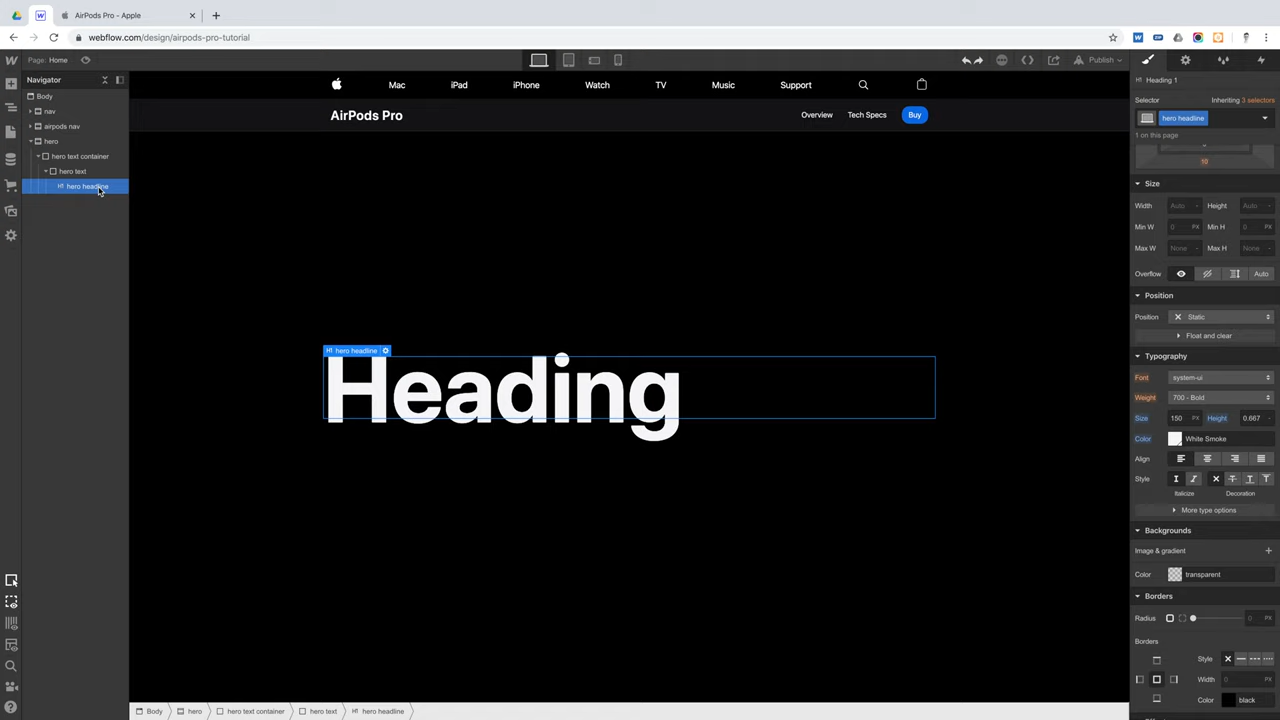 AirPods Pro - Apple
webflow.com/design/airpods-pro-tutorial
Page: Home
Publish
Navigator
Body
nav
airpods nav
hero
hero text container
hero text
H1 hero headline
Mac
iPad
iPhone
Watch
TV
Music
Support
AirPods Pro
Overview
Tech Specs
Buy
H1 hero headline
Heading
Body
hero
hero text container
hero text
H1 hero headline
Heading 1
Selector
Inheriting 3 selectors
hero headline
1 on this page
10
Size
Width Auto - Height Auto -
Min W 0 PX Min H 0 PX
Max W None - Max H None -
Overflow Auto
Position
Position Static
Float and clear
Typography
Font system-ui
Weight 700 - Bold
Size 150 PX Height 0.667 -
Color White Smoke
Align
Style
Italicize Decoration
More type options
Backgrounds
Image & gradient
Color transparent
Borders
Radius 0 PX
Borders
Style
Width 0 PX
Color black